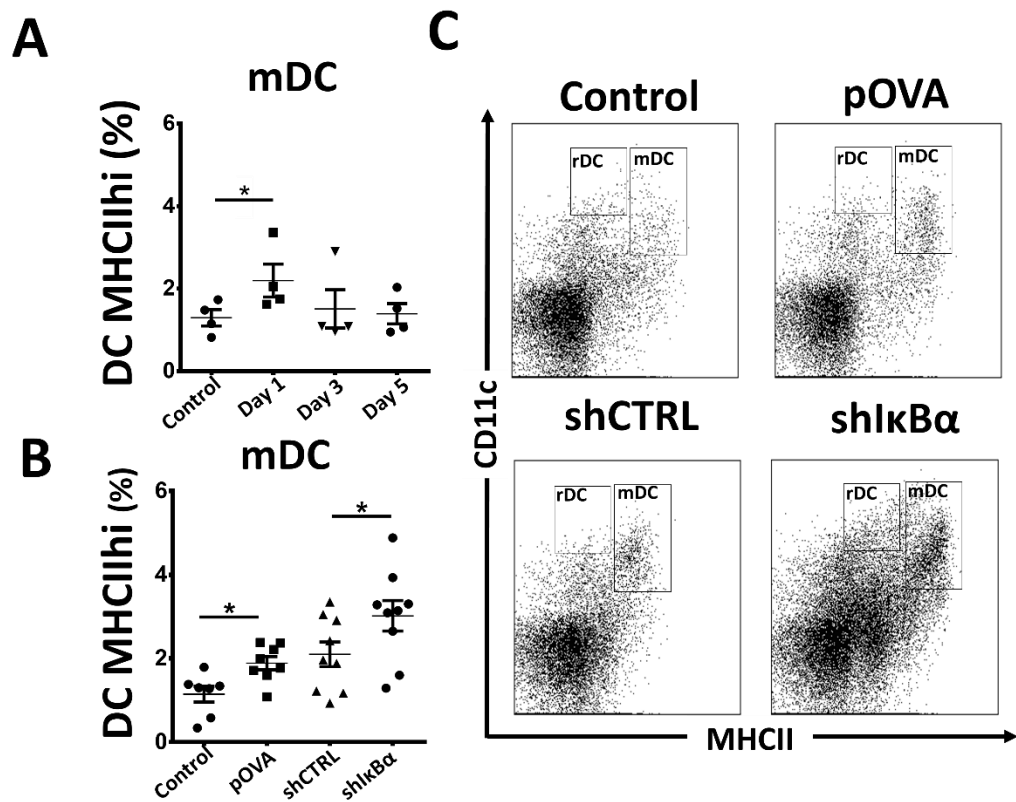 A
mDC
DC MHCIIhi (%)
6
4
2
0
*
Control
Day 1
Day 3
Day 5
B
mDC
DC MHCIIhi (%)
6
4
2
0
*
*
Control
pOVA
shCTRL
shIκBα
C
Control
pOVA
rDC
mDC
rDC
mDC
shCTRL
shIκBα
rDC
mDC
rDC
mDC
CD11c
MHCII